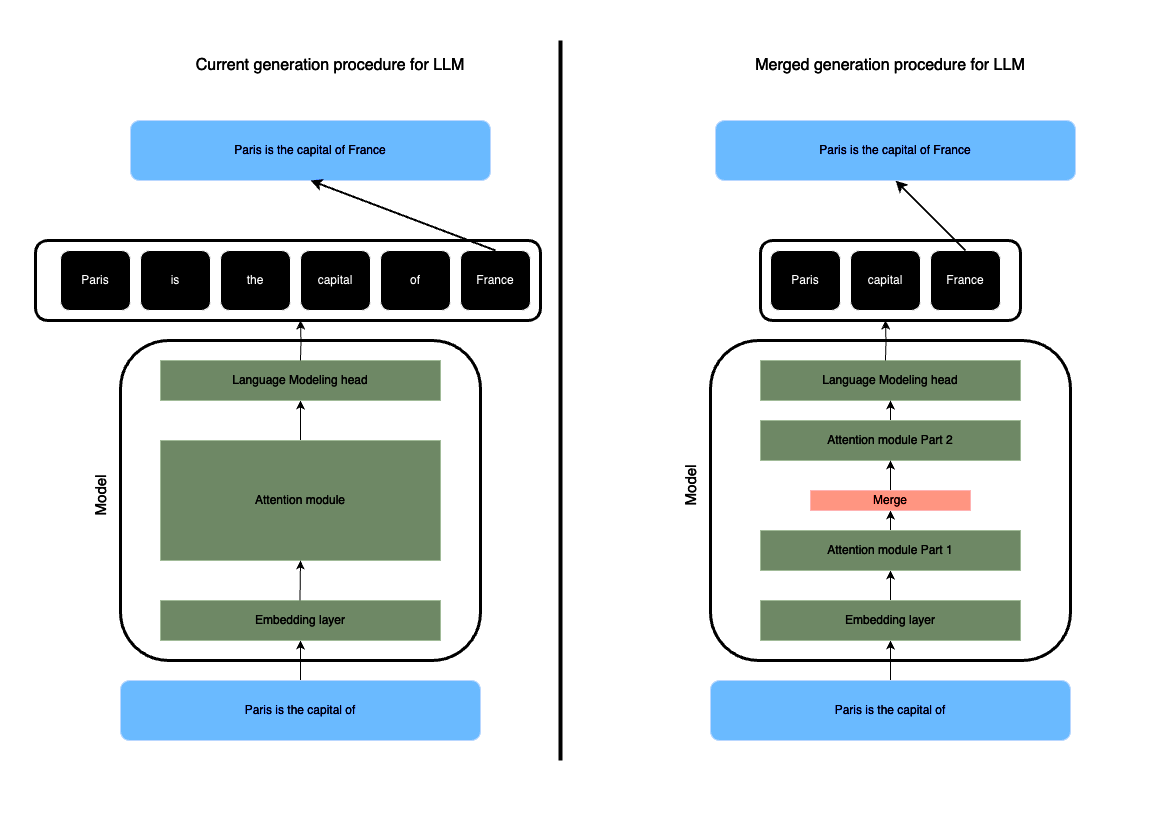 Current generation procedure for LLM
Paris is the capital of France
Paris is the capital of France
Language Modeling head
Attention module
Embedding layer
Model
Paris is the capital of
Merged generation procedure for LLM
Paris is the capital of France
Paris capital France
Language Modeling head
Attention module Part 2
Merge
Attention module Part 1
Embedding layer
Model
Paris is the capital of